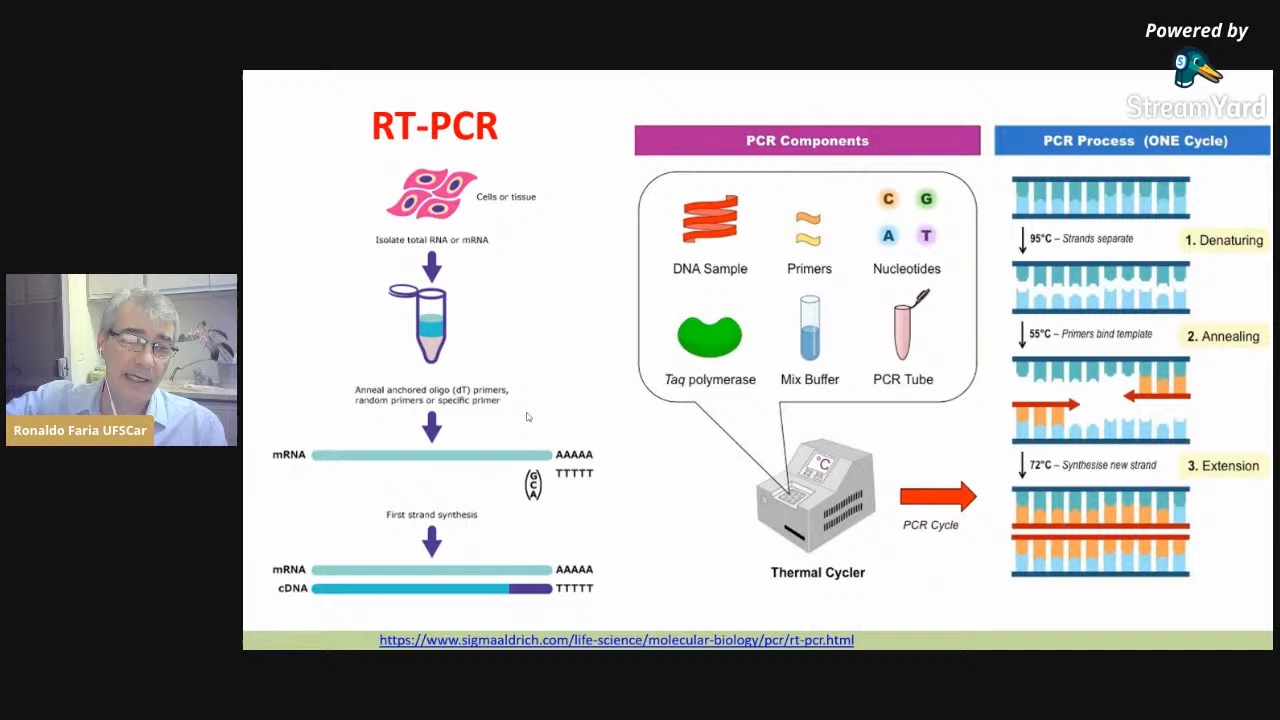 Powered by
StreamYard
RT-PCR
Cells or tissue
Isolate total RNA or mRNA
Anneal anchored oligo (dT) primers,
random primers or specific primer
mRNA AAAAA
TTTTT
G
C
A
First strand synthesis
mRNA AAAAA
cDNA TTTTT
PCR Components
C G
A T
DNA Sample Primers Nucleotides
Taq polymerase Mix Buffer PCR Tube
°C
Thermal Cycler
PCR Cycle
PCR Process (ONE Cycle)
95°C – Strands separate
1. Denaturing
55°C – Primers bind template
2. Annealing
72°C – Synthesise new strand
3. Extension
https://www.sigmaaldrich.com/life-science/molecular-biology/pcr/rt-pcr.html
Ronaldo Faria UFSCar